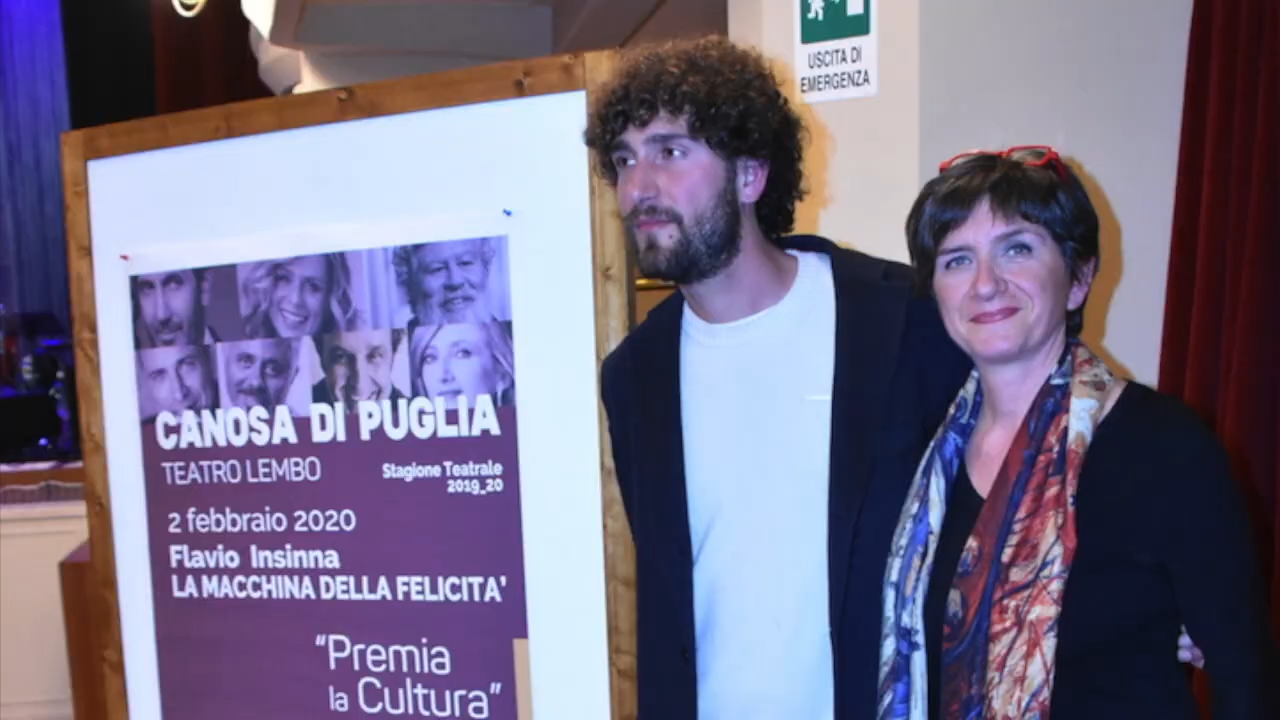 USCITA DI
EMERGENZA
CANOSA DI PUGLIA
TEATRO LEMBO
Stagione Teatrale
2019_20
2 febbraio 2020
Flavio Insinna
LA MACCHINA DELLA FELICITA'
"Premia
la Cultura"